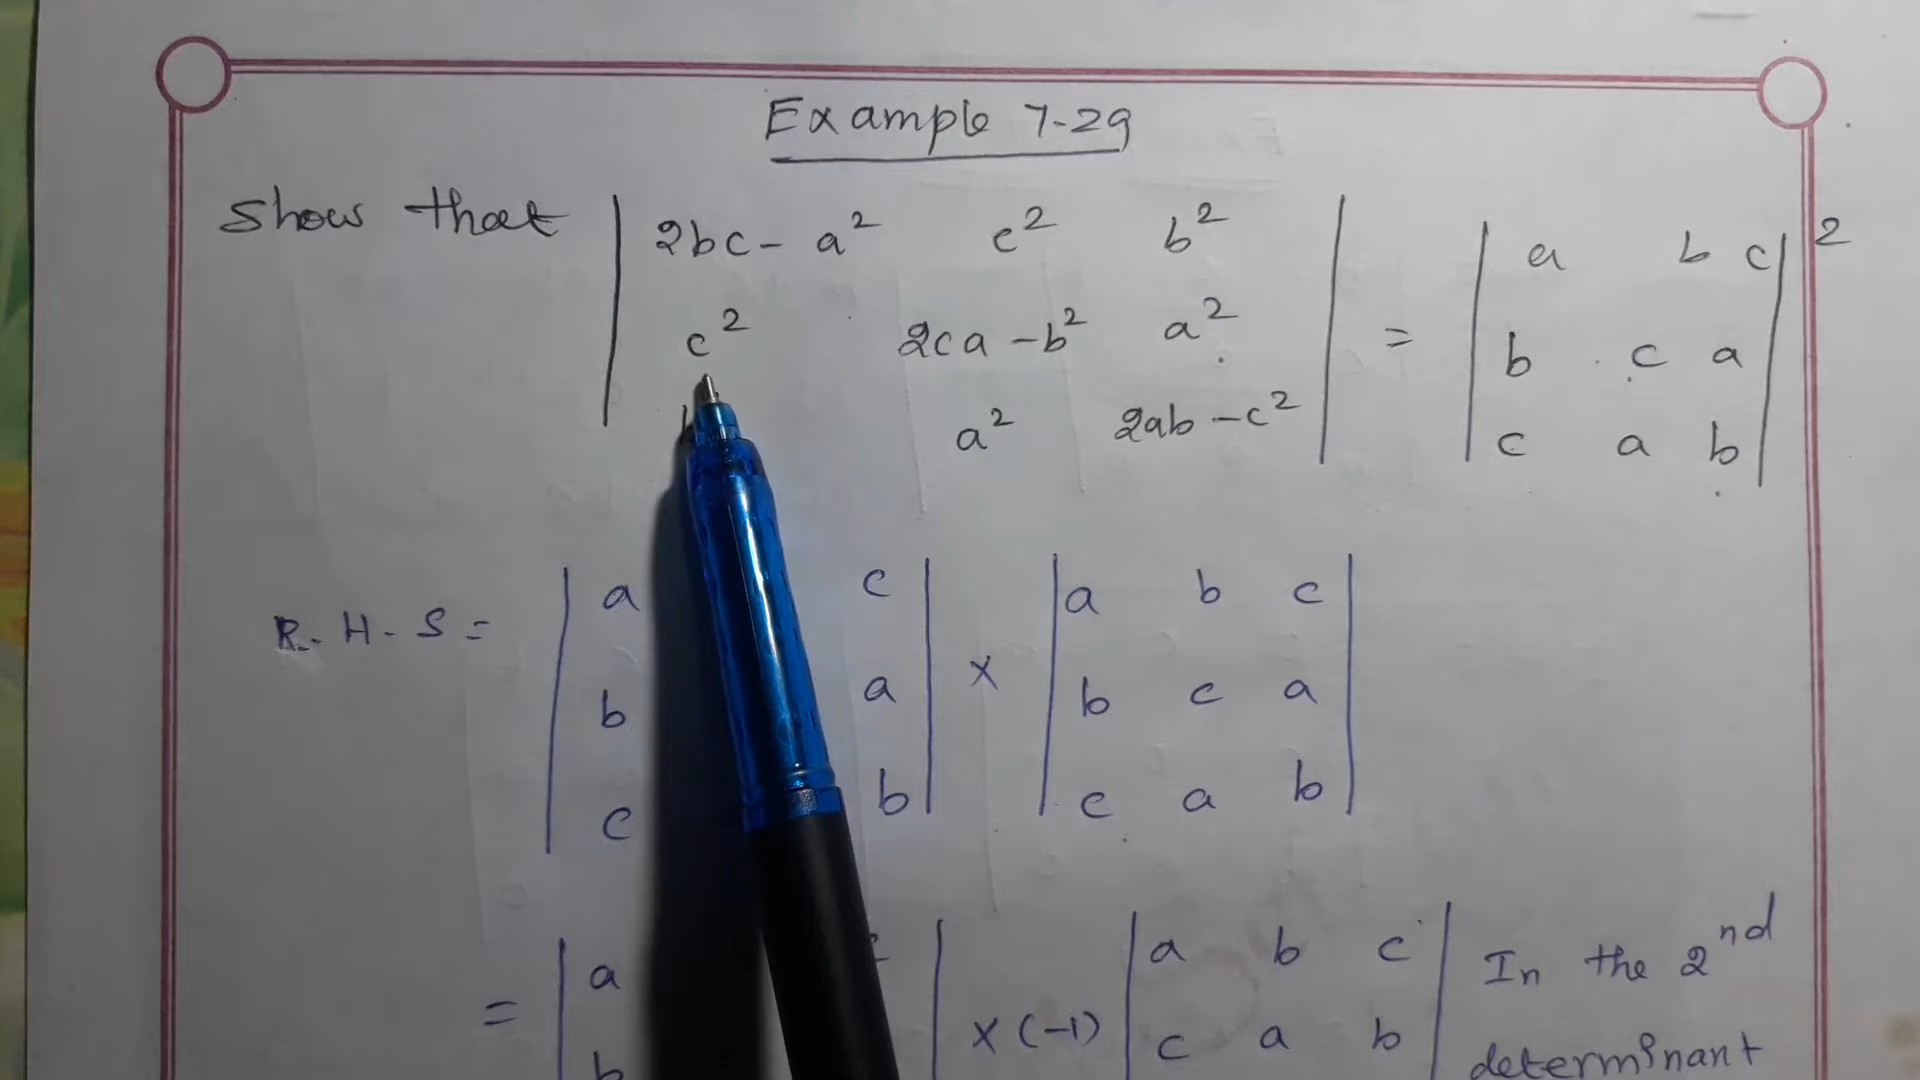 Example 7-29
Show that | 2bc - a² c² b² | = | a b c |²
| c² 2ca - b² a² | | b c a |
a² 2ab - c² | | c a b |
R.H.S = | a c | × | a b c |
| b a | | b c a |
| c b | | c a b |
= | a | × (-1) | a b c | In the 2nd
b | c a b | determinant